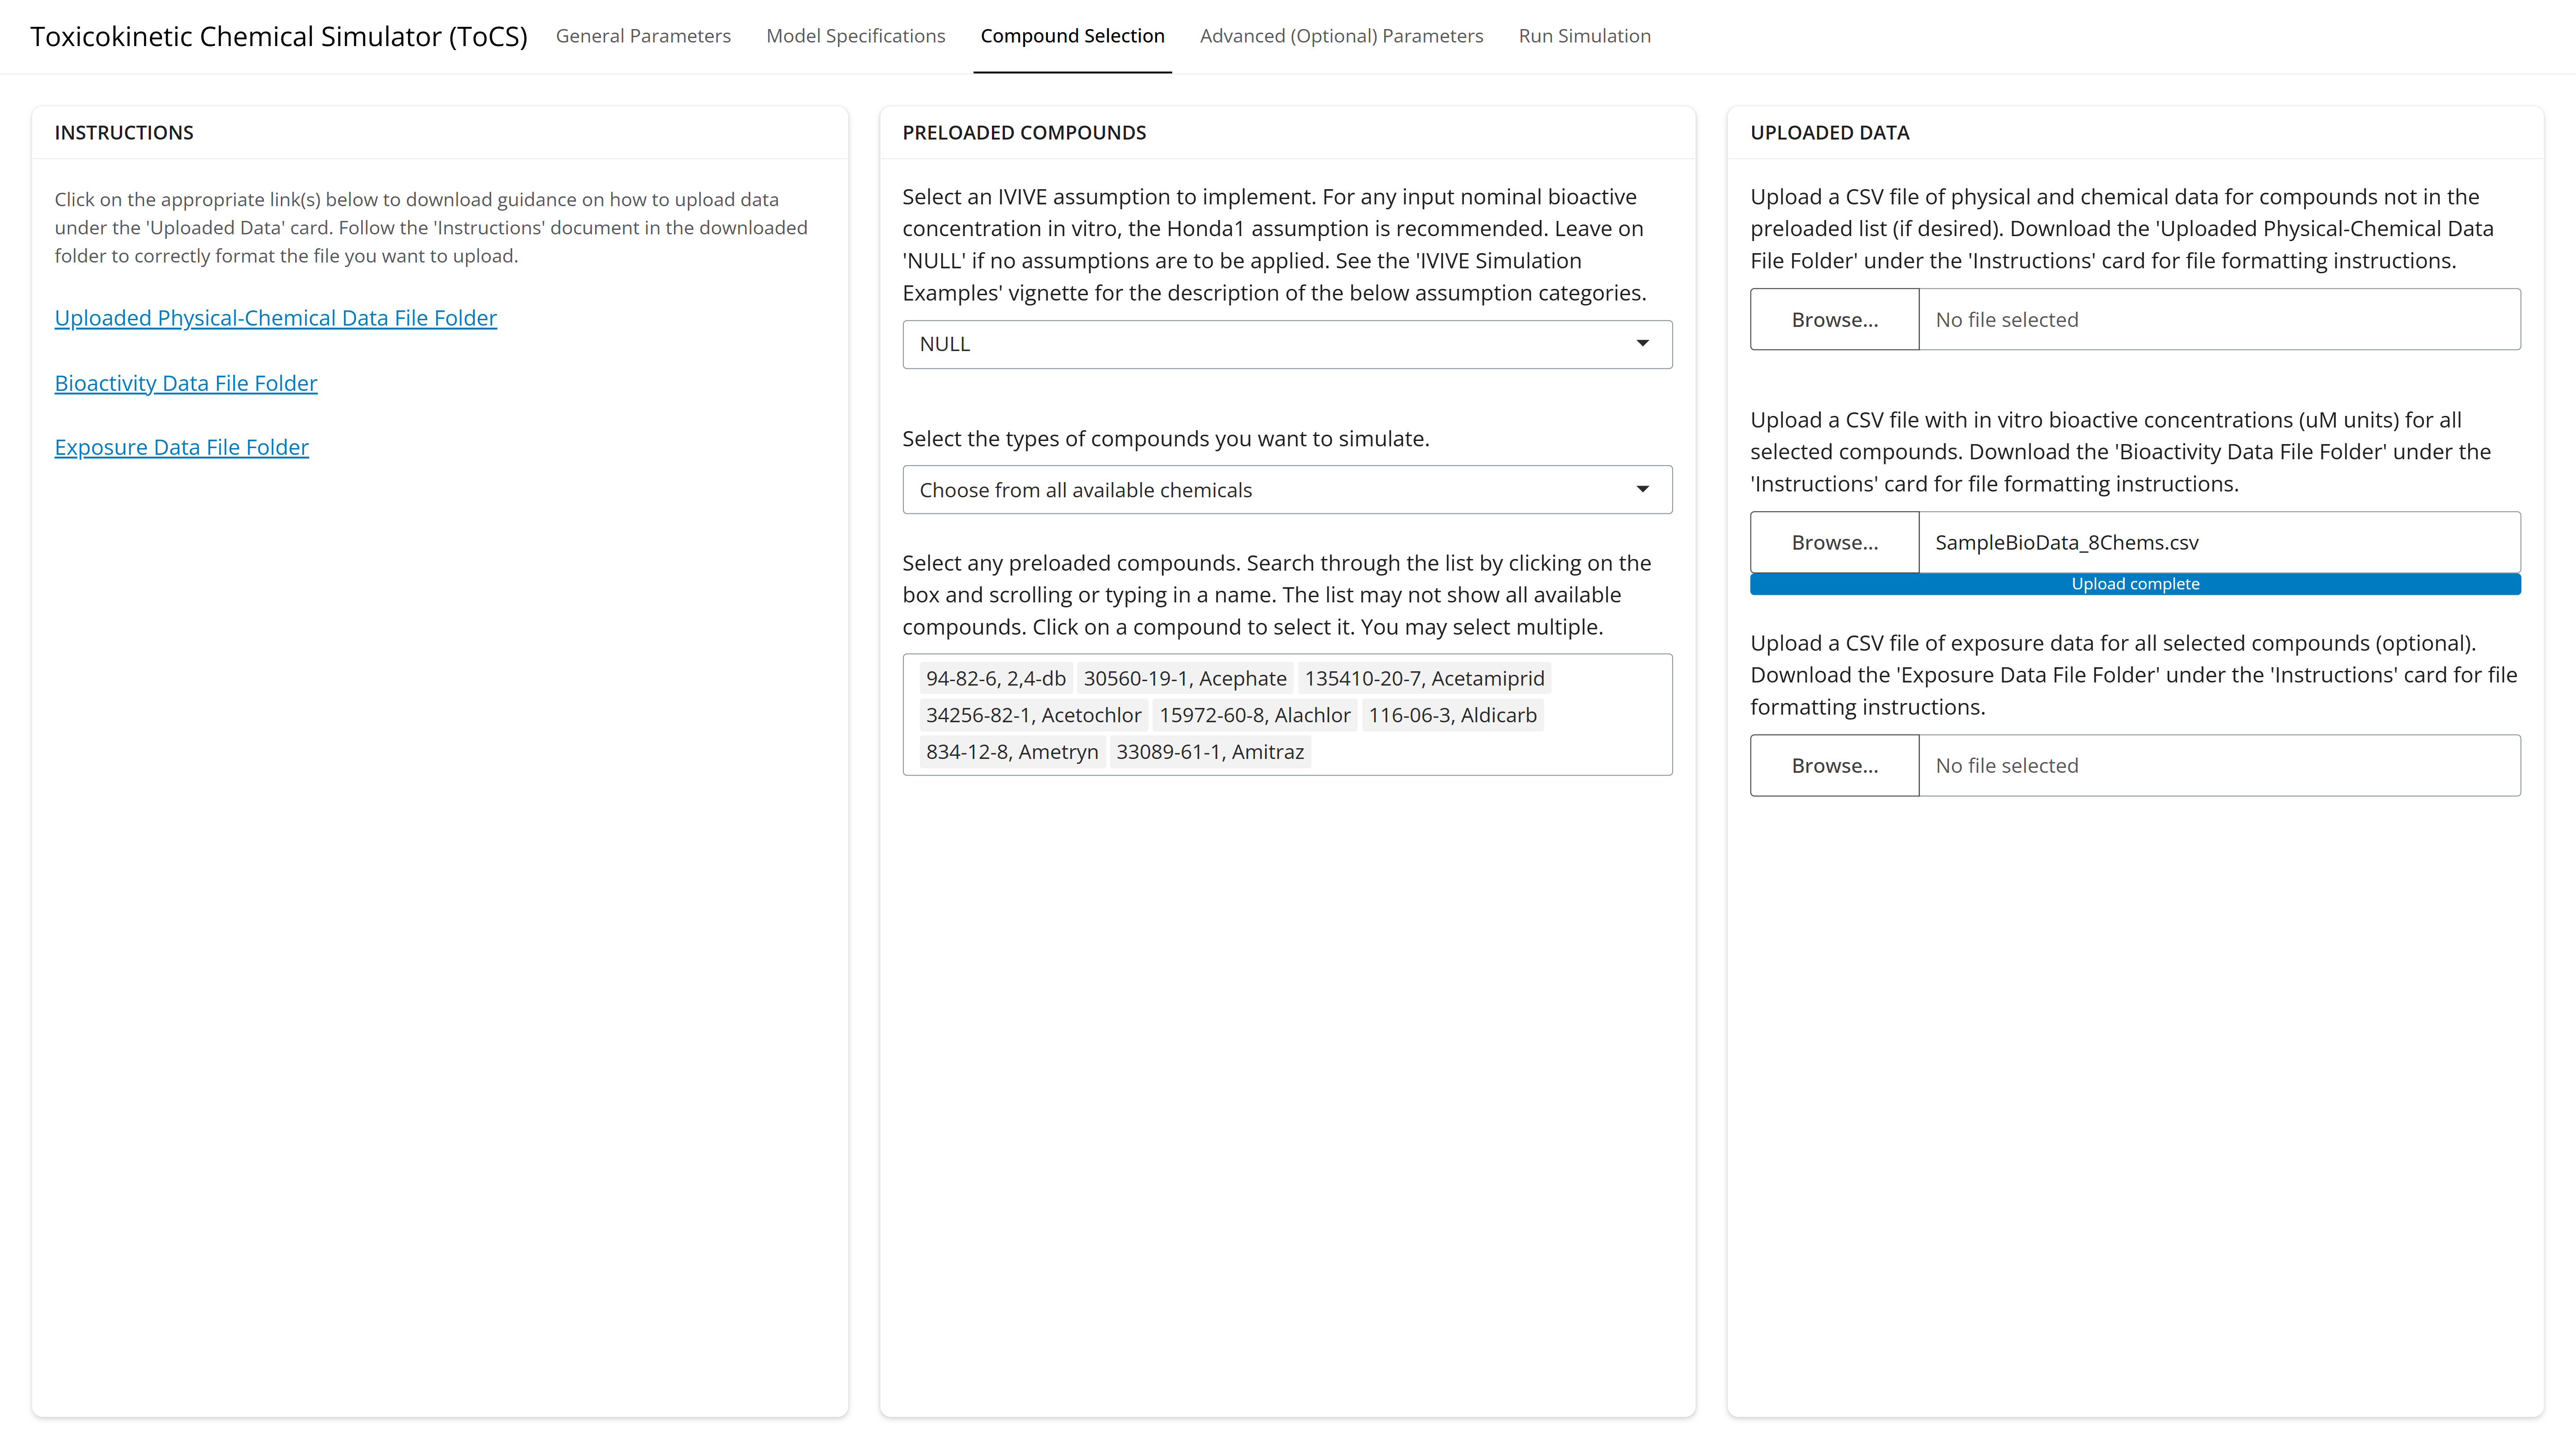 Toxicokinetic Chemical Simulator (ToCS) General Parameters Model Specifications Compound Selection Advanced (Optional) Parameters Run Simulation
INSTRUCTIONS
Click on the appropriate link(s) below to download guidance on how to upload data
under the 'Uploaded Data' card. Follow the 'Instructions' document in the downloaded
folder to correctly format the file you want to upload.
Uploaded Physical-Chemical Data File Folder
Bioactivity Data File Folder
Exposure Data File Folder
PRELOADED COMPOUNDS
Select an IVIVE assumption to implement. For any input nominal bioactive
concentration in vitro, the Honda1 assumption is recommended. Leave on
'NULL' if no assumptions are to be applied. See the 'IVIVE Simulation
Examples' vignette for the description of the below assumption categories.
NULL
Select the types of compounds you want to simulate.
Choose from all available chemicals
Select any preloaded compounds. Search through the list by clicking on the
box and scrolling or typing in a name. The list may not show all available
compounds. Click on a compound to select it. You may select multiple.
94-82-6, 2,4-db 30560-19-1, Acephate 135410-20-7, Acetamiprid
34256-82-1, Acetochlor 15972-60-8, Alachlor 116-06-3, Aldicarb
834-12-8, Ametryn 33089-61-1, Amitraz
UPLOADED DATA
Upload a CSV file of physical and chemical data for compounds not in the
preloaded list (if desired). Download the 'Uploaded Physical-Chemical Data
File Folder' under the 'Instructions' card for file formatting instructions.
Browse... No file selected
Upload a CSV file with in vitro bioactive concentrations (uM units) for all
selected compounds. Download the 'Bioactivity Data File Folder' under the
'Instructions' card for file formatting instructions.
Browse... SampleBioData_8Chems.csv
Upload complete
Upload a CSV file of exposure data for all selected compounds (optional).
Download the 'Exposure Data File Folder' under the 'Instructions' card for file
formatting instructions.
Browse... No file selected